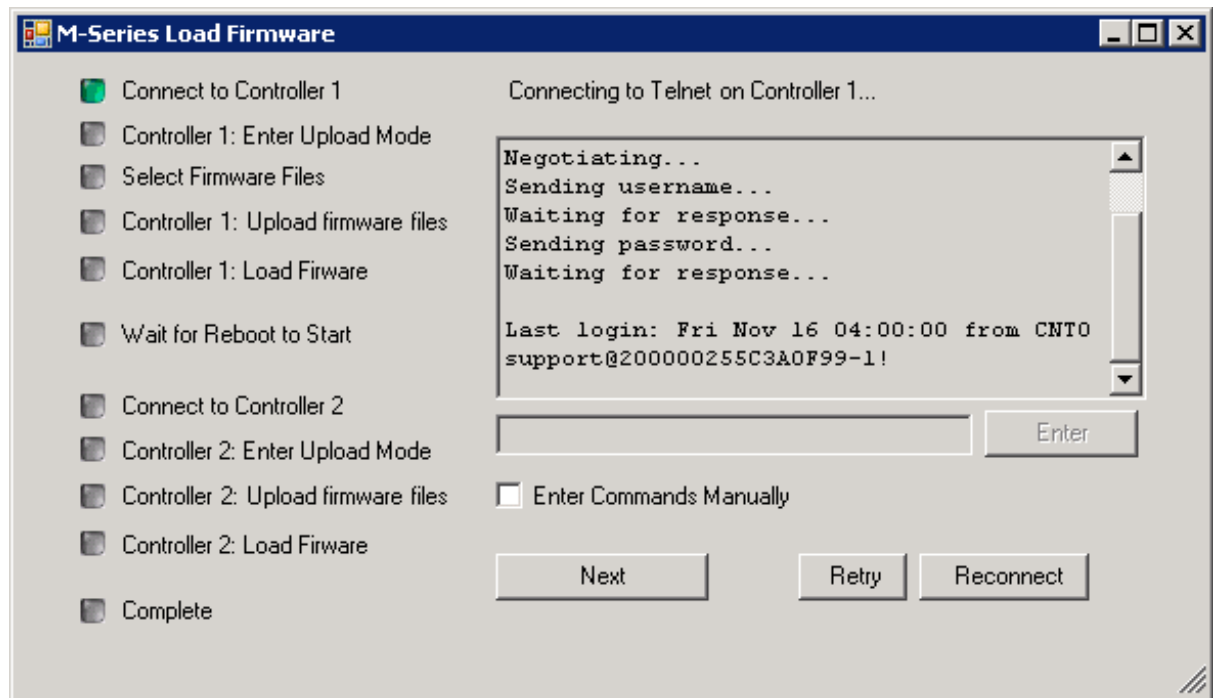 M-Series Load Firmware
Connect to Controller 1
Controller 1: Enter Upload Mode
Select Firmware Files
Controller 1: Upload firmware files
Controller 1: Load Firware
Wait for Reboot to Start
Connect to Controller 2
Controller 2: Enter Upload Mode
Controller 2: Upload firmware files
Controller 2: Load Firware
Complete
Connecting to Telnet on Controller 1...
Negotiating...
Sending username...
Waiting for response...
Sending password...
Waiting for response...
Last login: Fri Nov 16 04:00:00 from CNT0
support@200000255C3A0F99-1!
Enter
Enter Commands Manually
Next
Retry
Reconnect